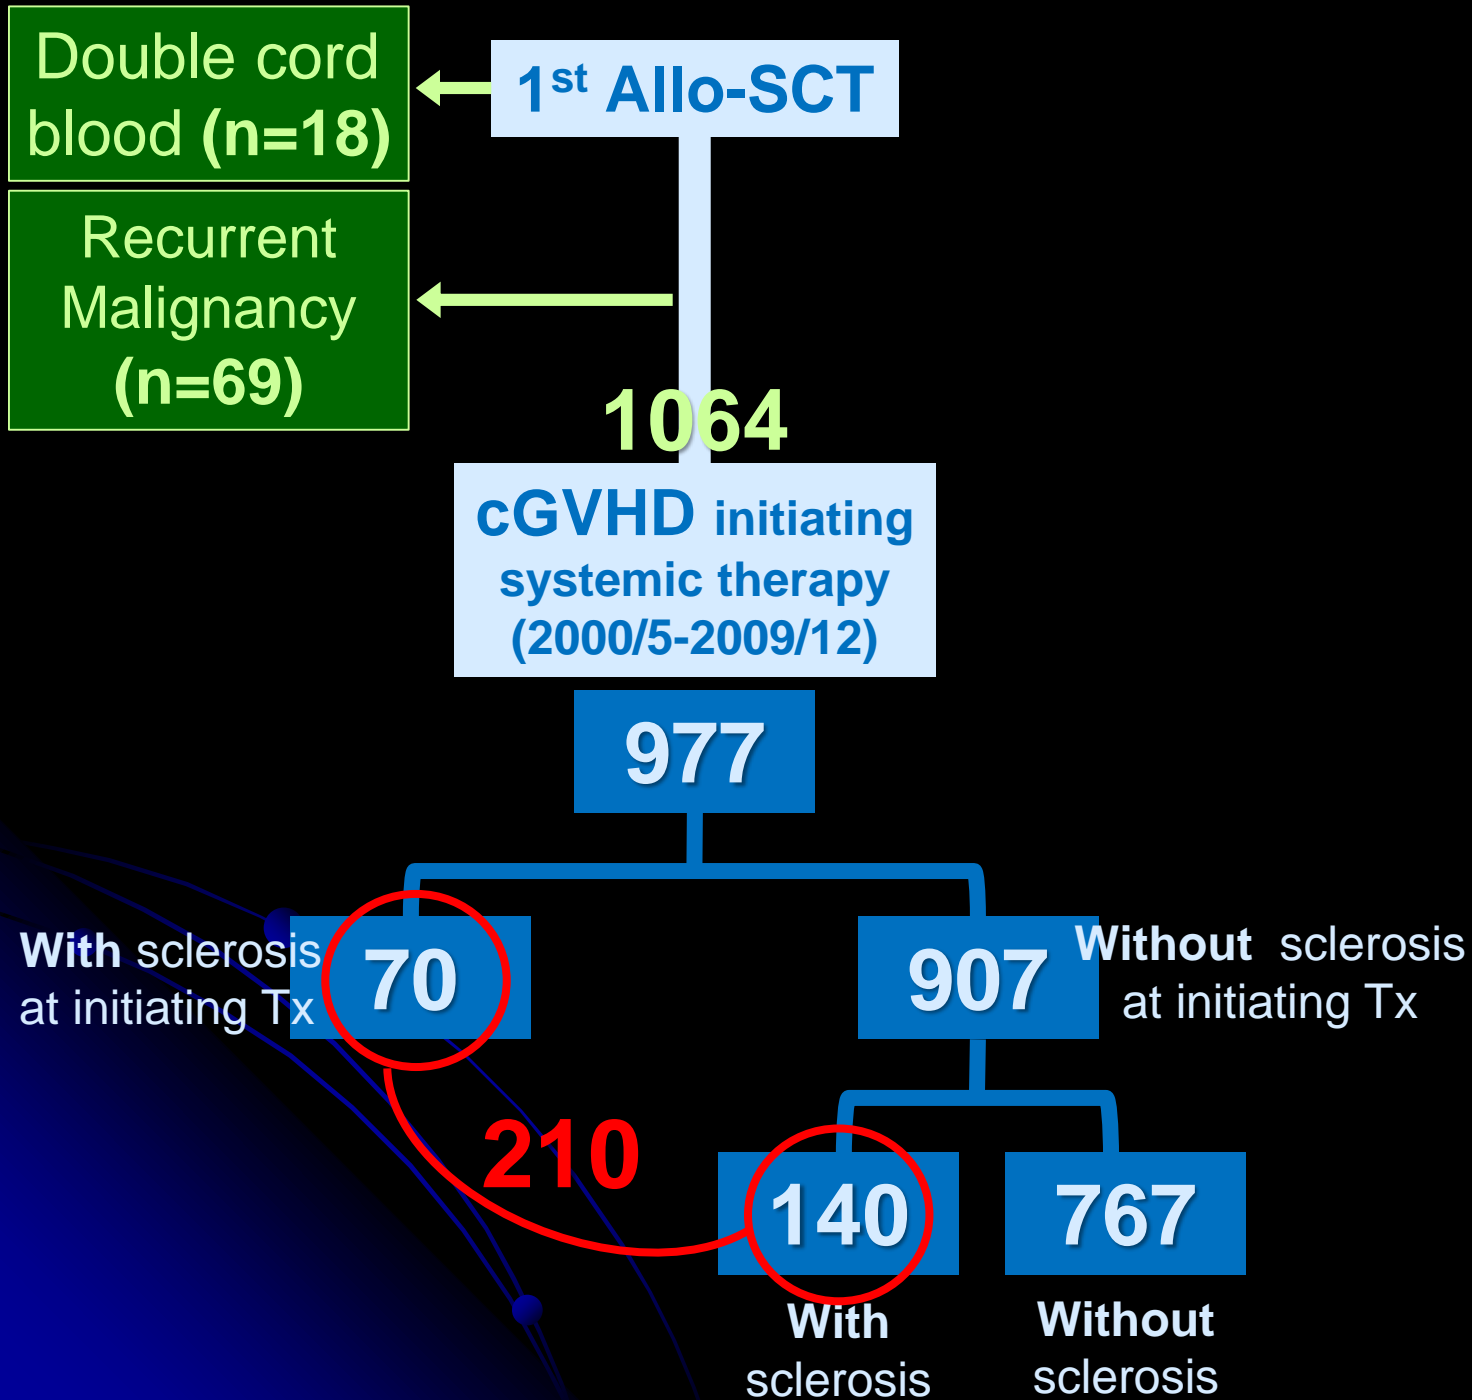 Double cord
blood (n=18)
1st Allo-SCT
Recurrent
Malignancy
(n=69)
1064
cGVHD initiating
systemic therapy
(2000/5-2009/12)
977
With sclerosis
at initiating Tx
70
907
Without sclerosis
at initiating Tx
210
140
767
With
sclerosis
Without
sclerosis